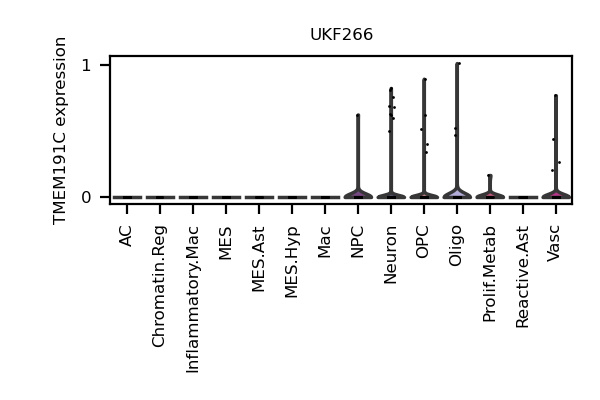 UKF266
TMEM191C expression
1
0
AC
Chromatin.Reg
Inflammatory.Mac
MES
MES.Ast
MES.Hyp
Mac
NPC
Neuron
OPC
Oligo
Prolif.Metab
Reactive.Ast
Vasc